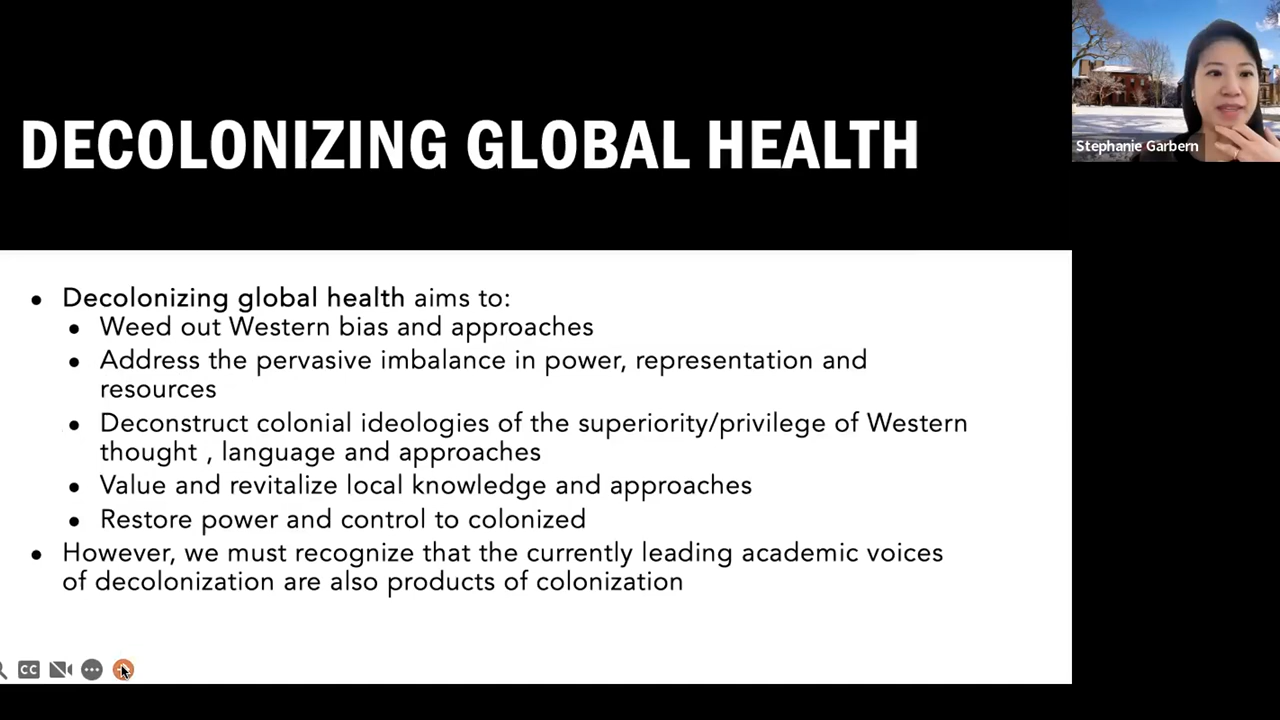 DECOLONIZING GLOBAL HEALTH
Stephanie Garbern
• Decolonizing global health aims to:
• Weed out Western bias and approaches
• Address the pervasive imbalance in power, representation and
resources
• Deconstruct colonial ideologies of the superiority/privilege of Western
thought , language and approaches
• Value and revitalize local knowledge and approaches
• Restore power and control to colonized
• However, we must recognize that the currently leading academic voices
of decolonization are also products of colonization
CC